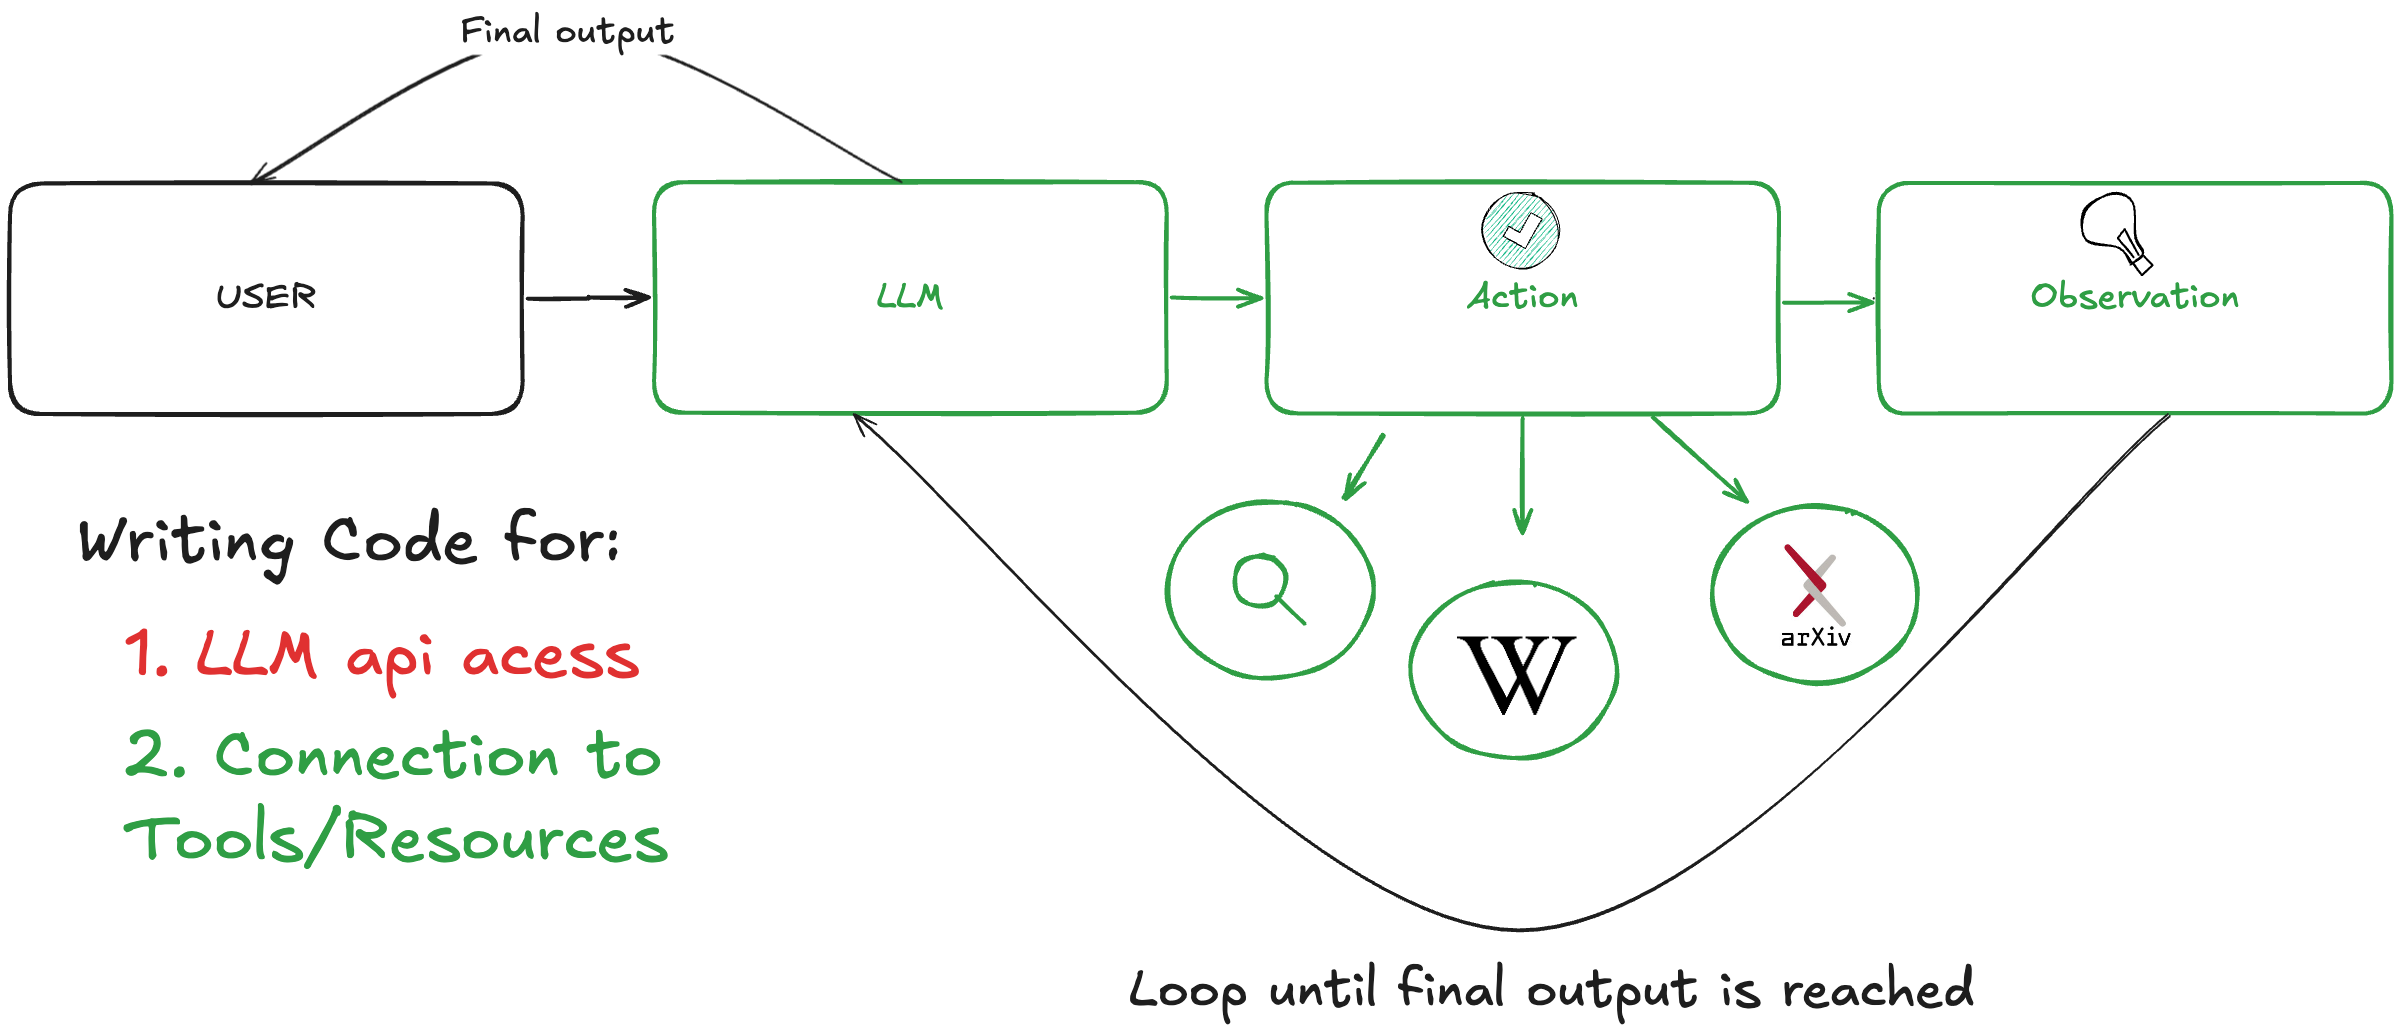 Final output
USER
LLM
Action
Observation
Writing Code for:
1. LLM api acess
2. Connection to
Tools/Resources
W
arXiv
Loop until final output is reached